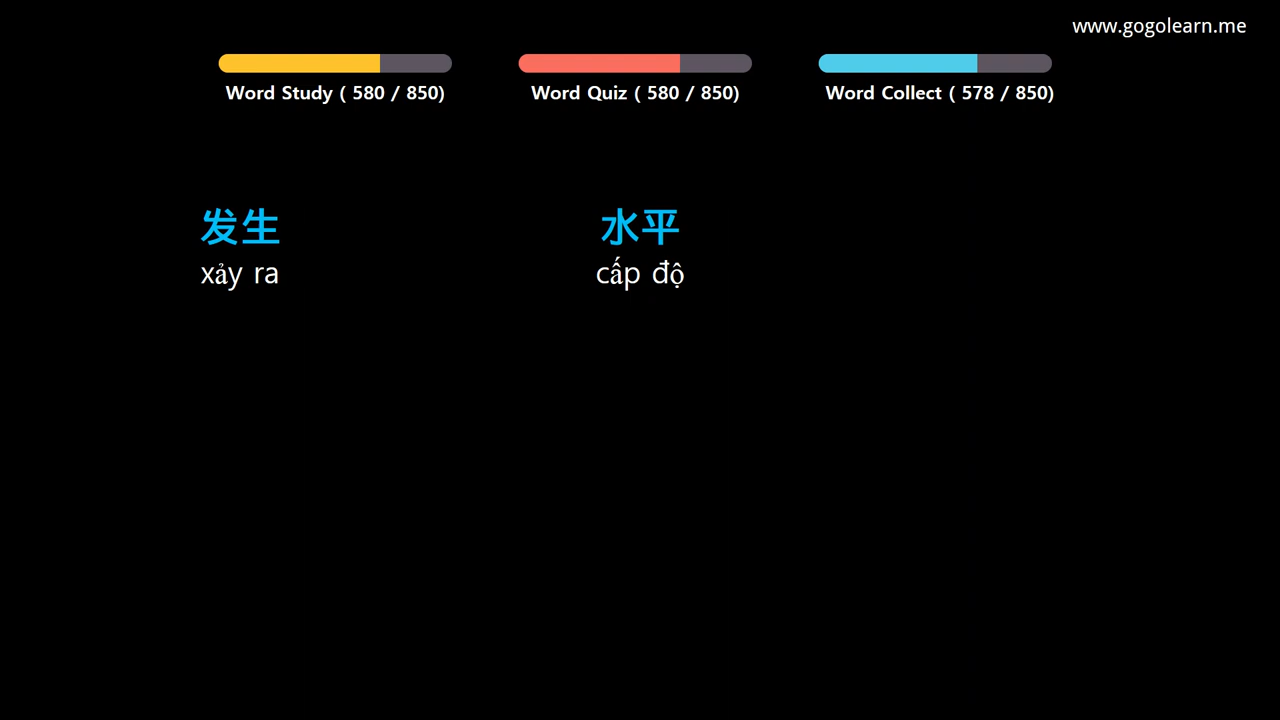 www.gogolearn.me
Word Study ( 580 / 850)
Word Quiz ( 580 / 850)
Word Collect ( 578 / 850)
发生
水平
xảy ra
cấp độ